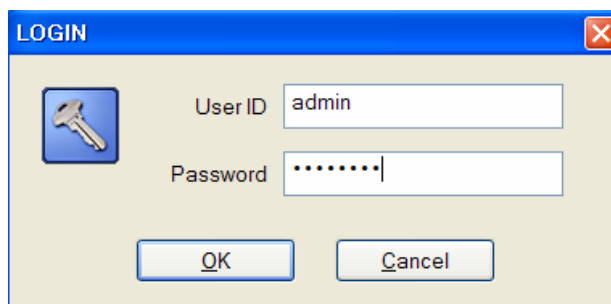 LOGIN
User ID admin
Password ••••••••
OK Cancel